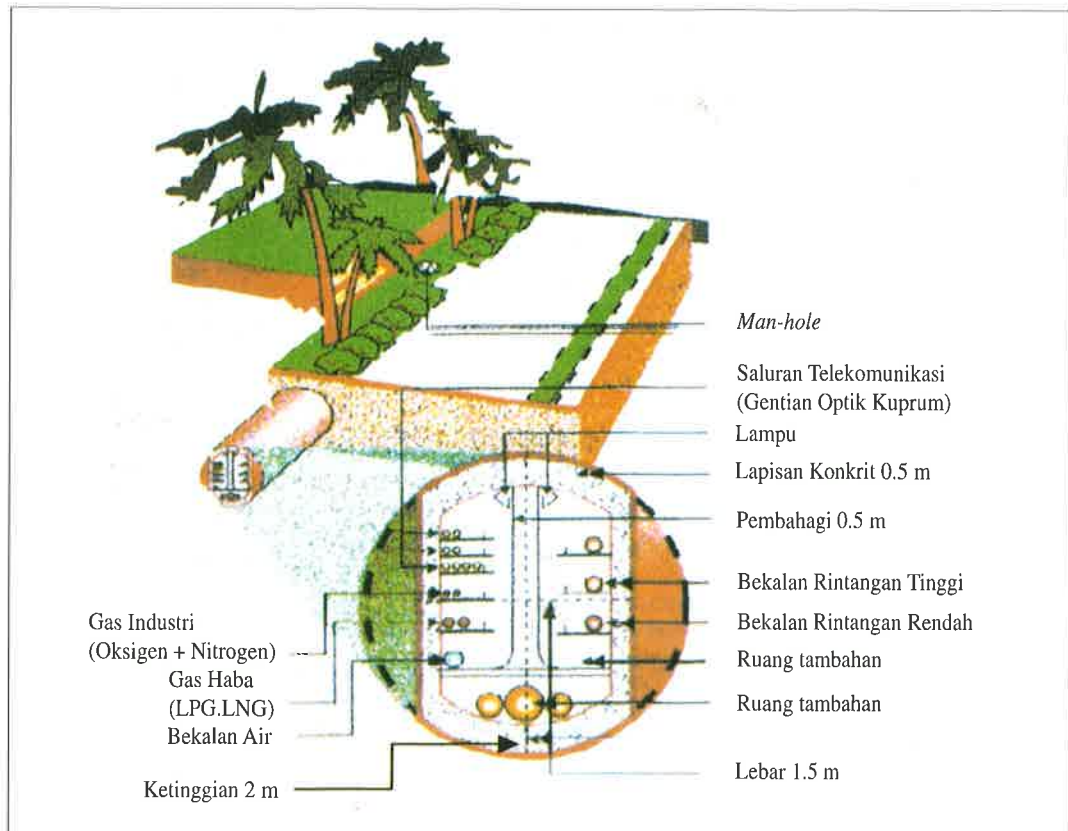 Man-hole
Saluran Telekomunikasi
(Gentian Optik Kuprum)
Lampu
Lapisan Konkrit 0.5 m
Pembahagi 0.5 m
Bekalan Rintangan Tinggi
Bekalan Rintangan Rendah
Ruang tambahan
Ruang tambahan
Lebar 1.5 m
Gas Industri
(Oksigen + Nitrogen)
Gas Haba
(LPG.LNG)
Bekalan Air
Ketinggian 2 m